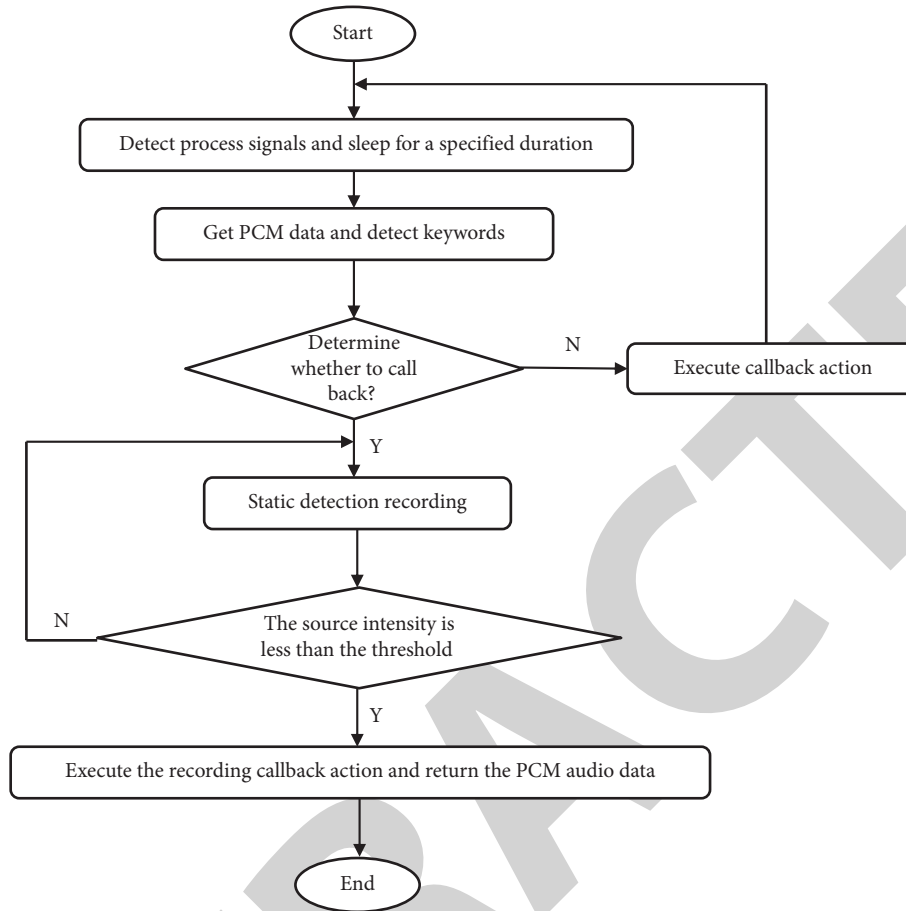 Start
Detect process signals and sleep for a specified duration
Get PCM data and detect keywords
Determine
whether to call
back?
N
Execute callback action
Y
Static detection recording
N
The source intensity is
less than the threshold
Y
Execute the recording callback action and return the PCM audio data
End